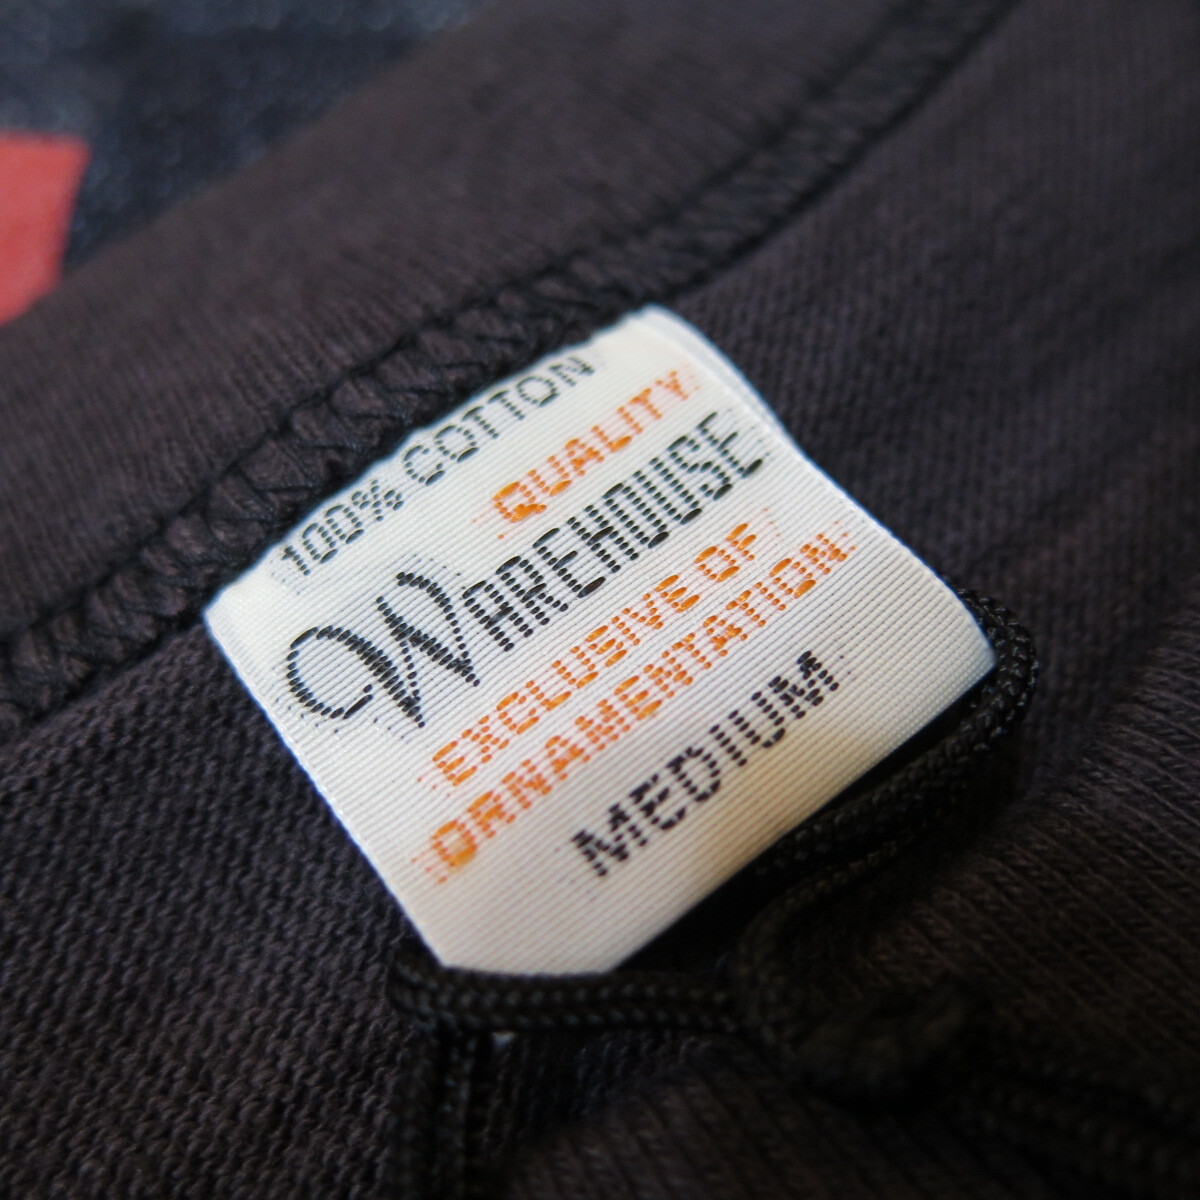 100% COTTON
QUALITY
WAREHOUSE
EXCLUSIVE OF
ORNAMENTATION
MEDIUM